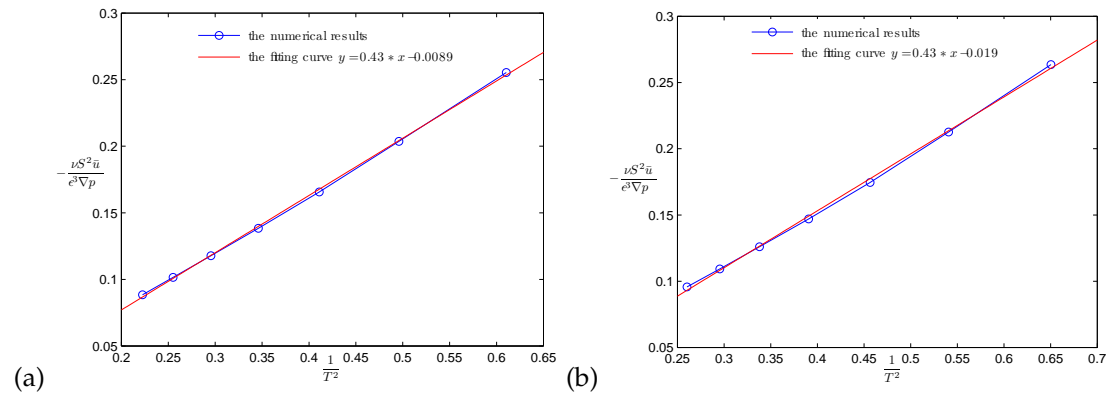 0.3
0.25
0.2
0.15
0.1
0.05
0.2 0.25 0.3 0.35 0.4 0.45 0.5 0.55 0.6 0.65
the numerical results
the fitting curve y =0.43 ∗ x –0.0089
−νS²ū/ϵ³∇p
1/T²
(a)
0.3
0.25
0.2
0.15
0.1
0.05
0.25 0.3 0.35 0.4 0.45 0.5 0.55 0.6 0.65 0.7
the numerical results
the fitting curve y =0.43 ∗ x –0.019
−νS²ū/ϵ³∇p
1/T²
(b)